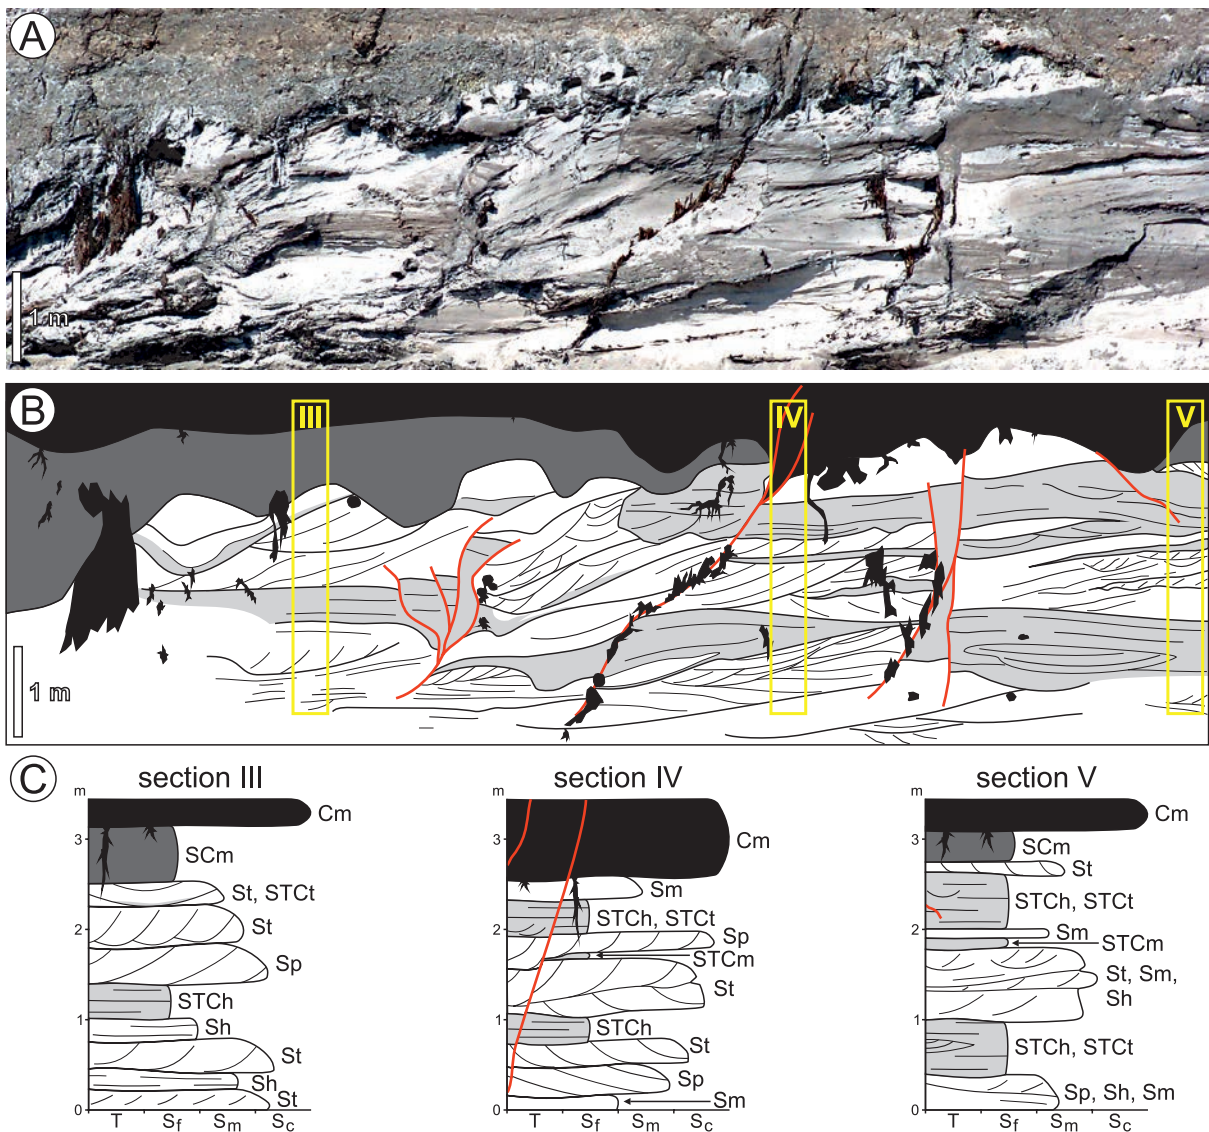 A
1 m
B
III
IV
V
1 m
C
section III
section IV
section V
m
3
2
1
0
Cm
SCm
St, STCt
St
Sp
STCh
Sh
St
Sh
St
T Sf Sm Sc
m
3
2
1
0
Cm
Sm
STCh, STCt
Sp
STCm
St
STCh
St
Sp
Sm
T Sf Sm Sc
m
3
2
1
0
Cm
SCm
St
STCh, STCt
Sm
STCm
St, Sm,
Sh
STCh, STCt
Sp, Sh, Sm
T Sf Sm Sc